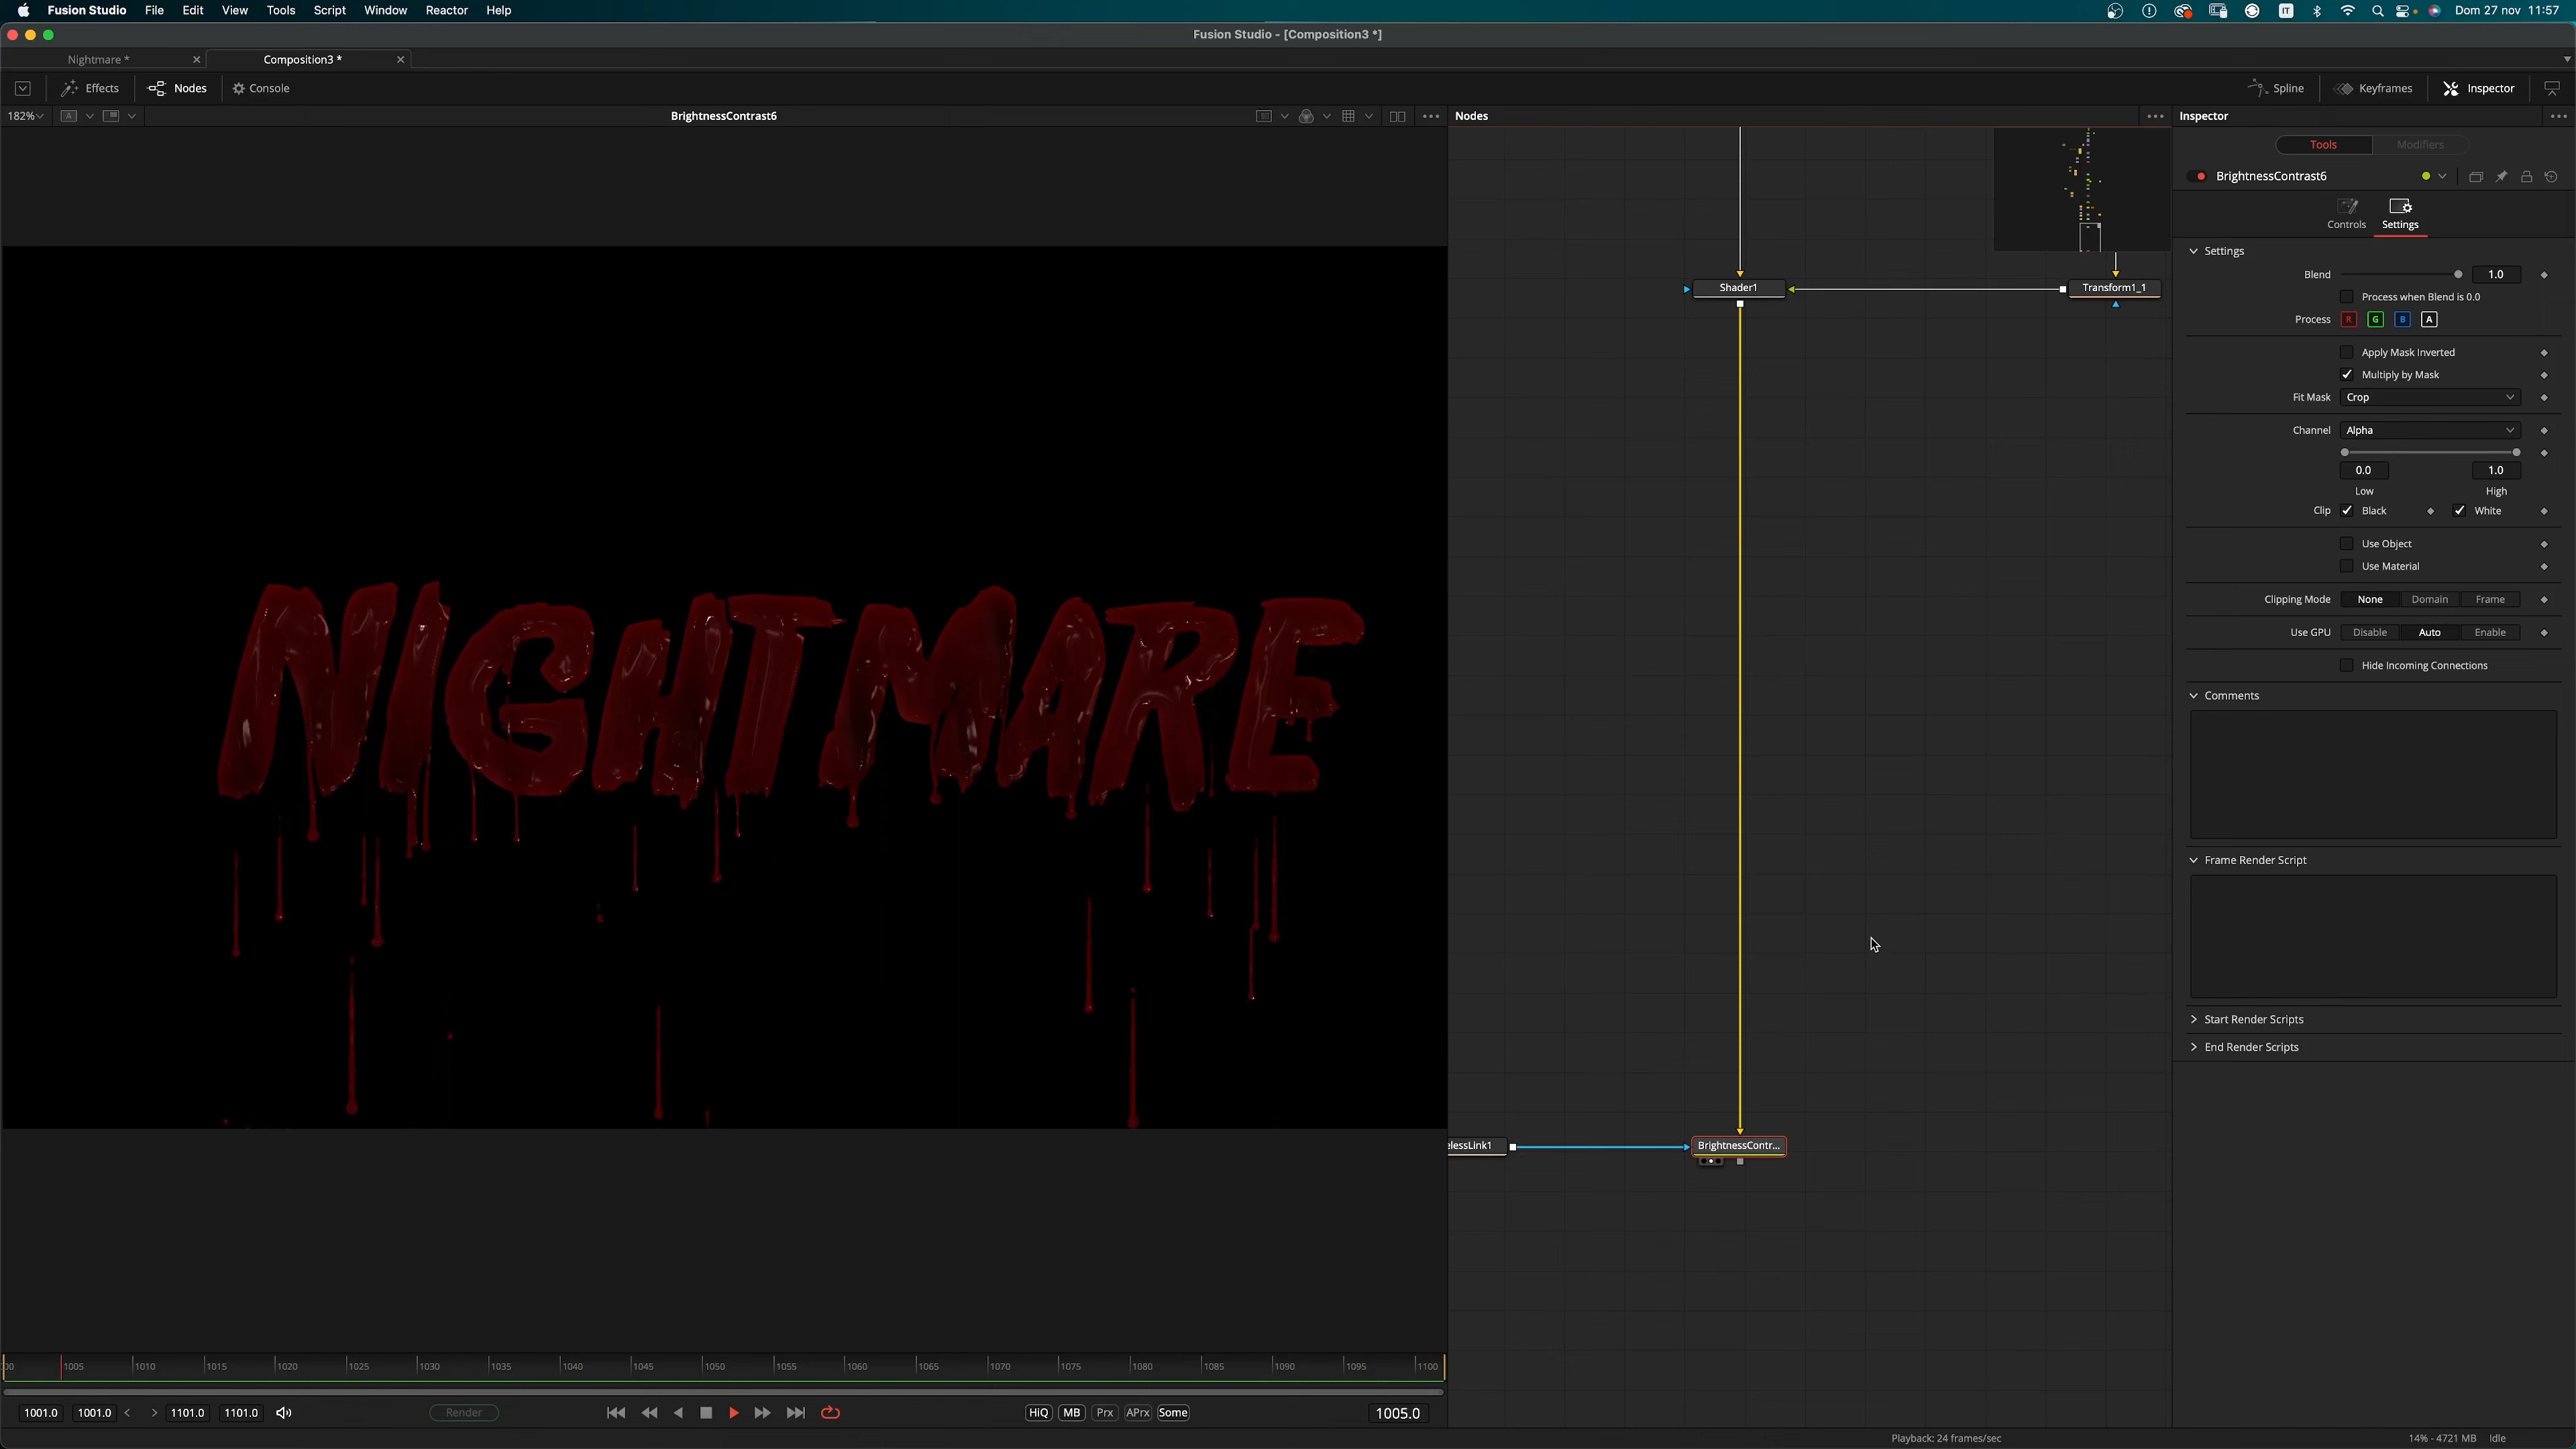 Fusion Studio File Edit View Tools Script Window Reactor Help
IT Dom 27 nov 11:57
Fusion Studio - [Composition3 *]
Nightmare *
Composition3 *
Effects Nodes Console
Spline Keyframes Inspector
182% A
BrightnessContrast6
Nodes
Inspector
NIGHTMARE
Shader1
Transform1_1
elessLink1
BrightnessContr...
Tools Modifiers
BrightnessContrast6
Controls Settings
Settings
Blend 1.0
Process when Blend is 0.0
Process R G B A
Apply Mask Inverted
Multiply by Mask
Fit Mask Crop
Channel Alpha
0.0 1.0
Low High
Clip Black White
Use Object
Use Material
Clipping Mode None Domain Frame
Use GPU Disable Auto Enable
Hide Incoming Connections
Comments
Frame Render Script
Start Render Scripts
End Render Scripts
00 1005 1010 1015 1020 1025 1030 1035 1040 1045 1050 1055 1060 1065 1070 1075 1080 1085 1090 1095 1100
1001.0 1001.0 < > 1101.0 1101.0 Render HiQ MB Prx APrx Some 1005.0
Playback: 24 frames/sec 14% - 4721 MB Idle